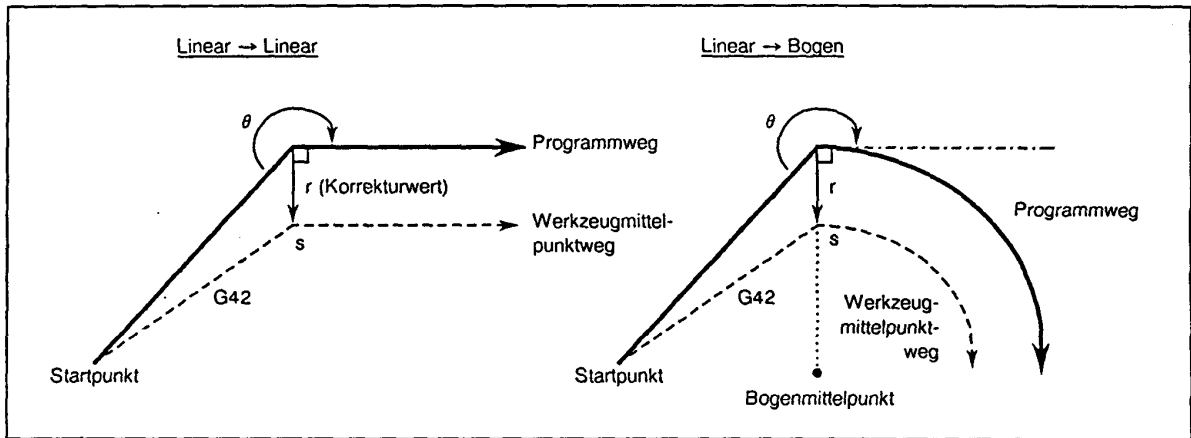 Linear → Linear
θ
Programmweg
r (Korrekturwert)
Werkzeugmittel-
punktweg
s
G42
Startpunkt
Linear → Bogen
θ
r
Programmweg
s
G42
Werkzeug-
mittelpunkt-
weg
Startpunkt
Bogenmittelpunkt